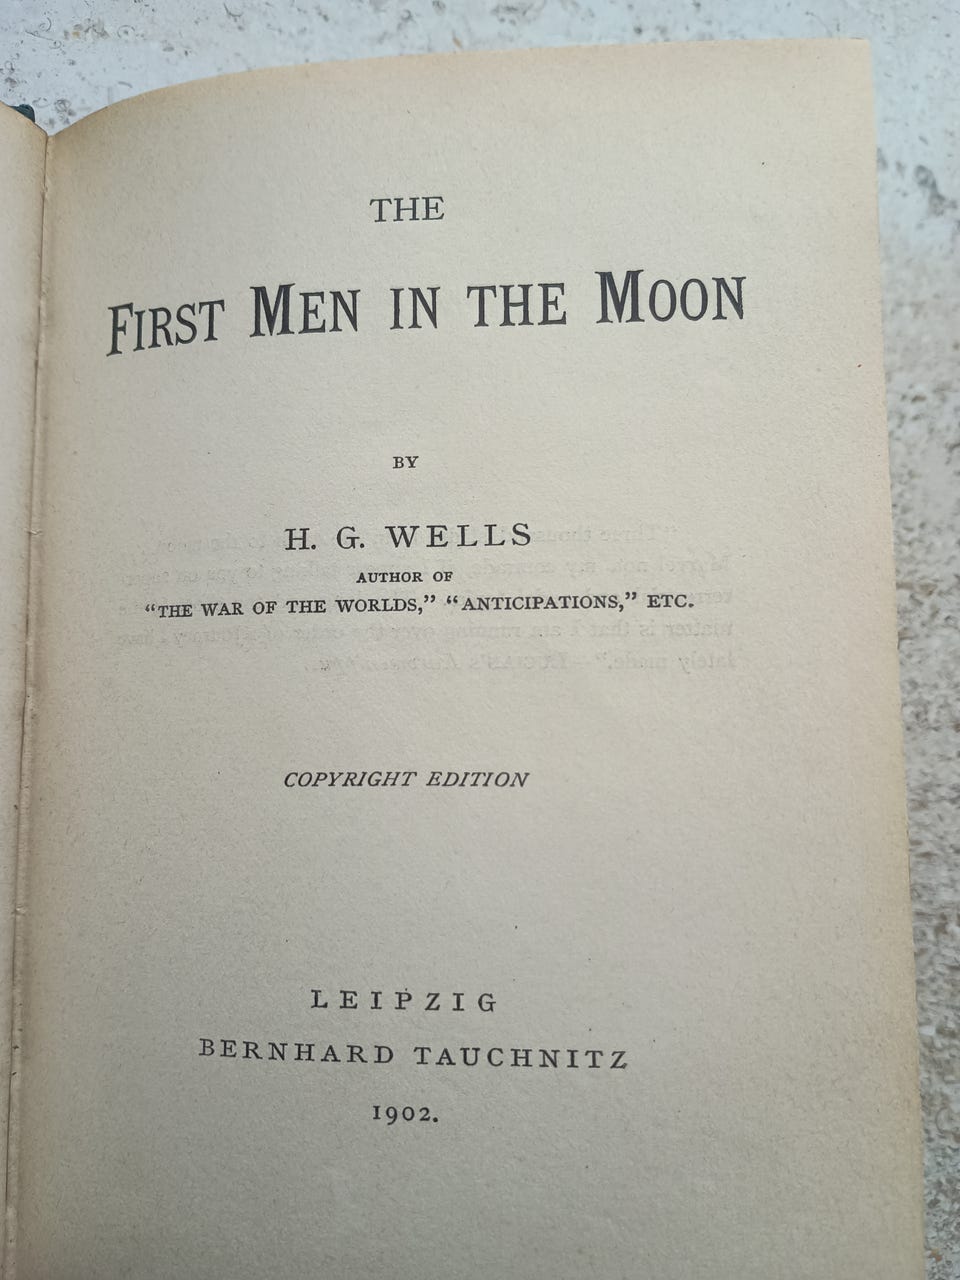 THE
FIRST MEN IN THE MOON
BY
H. G. WELLS
AUTHOR OF
“THE WAR OF THE WORLDS,” “ANTICIPATIONS,” ETC.
COPYRIGHT EDITION
LEIPZIG
BERNHARD TAUCHNITZ
1902.